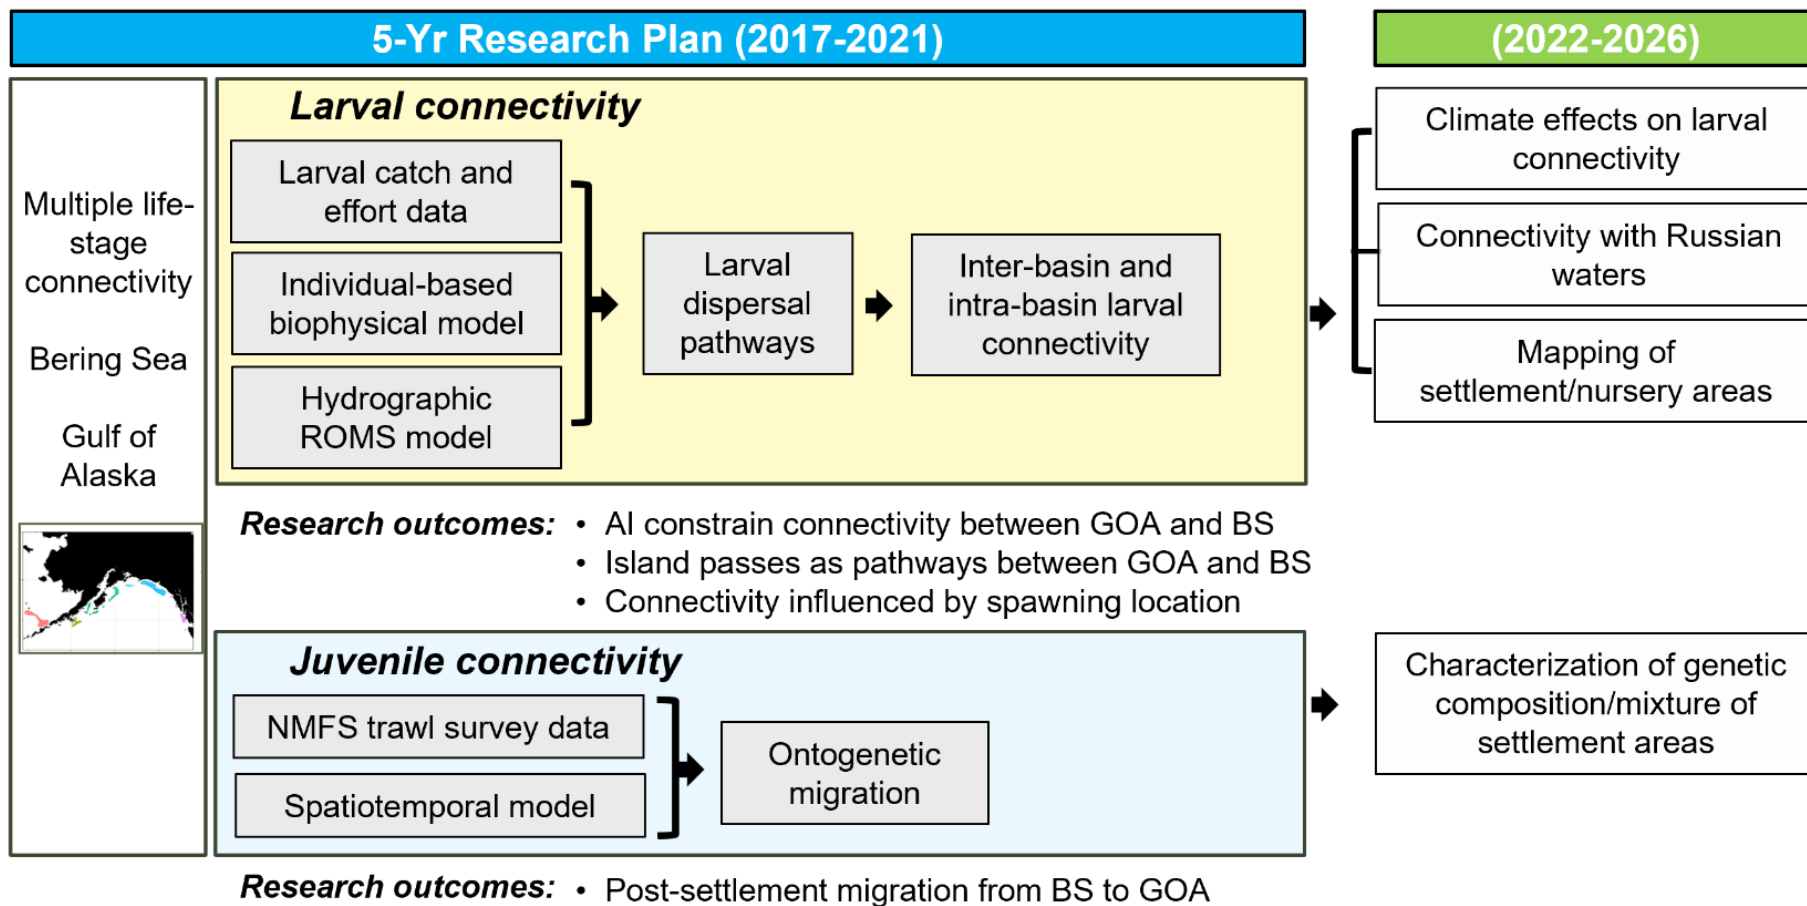 5-Yr Research Plan (2017-2021)
(2022-2026)
Multiple life-
stage
connectivity
Bering Sea
Gulf of
Alaska
Larval connectivity
Larval catch and
effort data
Individual-based
biophysical model
Hydrographic
ROMS model
Larval
dispersal
pathways
Inter-basin and
intra-basin larval
connectivity
Climate effects on larval
connectivity
Connectivity with Russian
waters
Mapping of
settlement/nursery areas
Research outcomes: • AI constrain connectivity between GOA and BS
• Island passes as pathways between GOA and BS
• Connectivity influenced by spawning location
Juvenile connectivity
NMFS trawl survey data
Spatiotemporal model
Ontogenetic
migration
Characterization of genetic
composition/mixture of
settlement areas
Research outcomes: • Post-settlement migration from BS to GOA